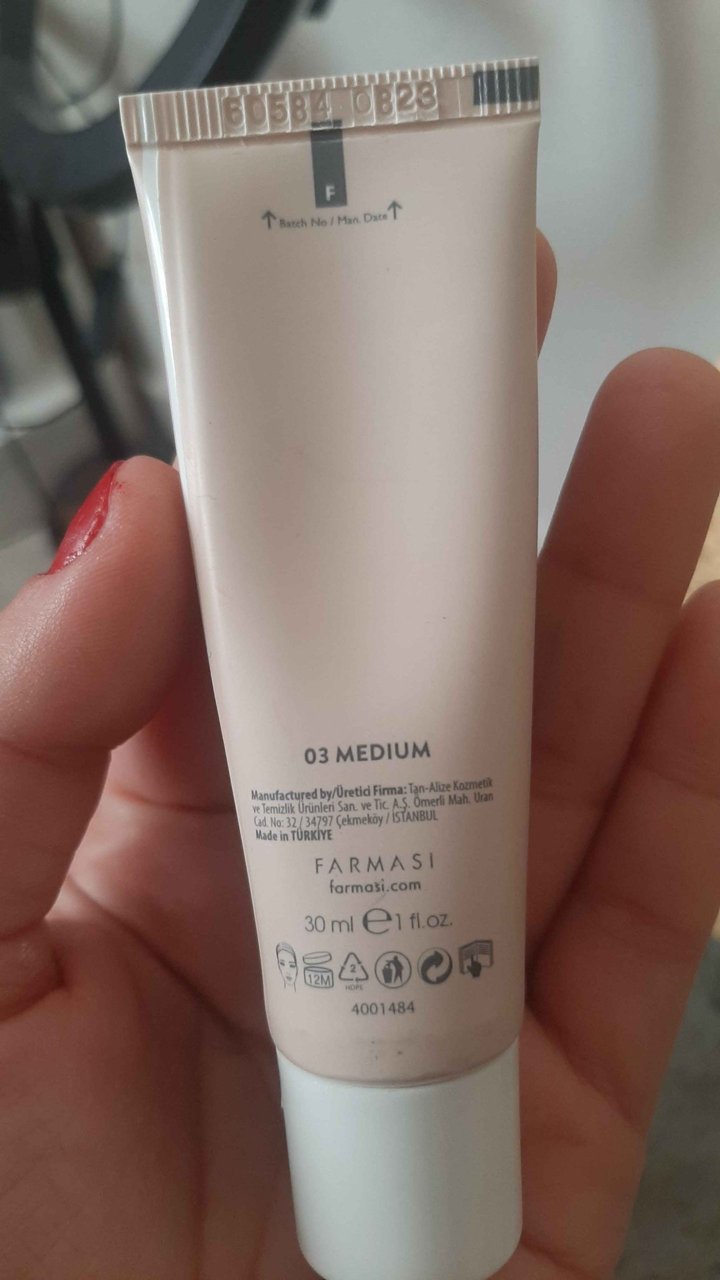 60584 0823
F
Batch No / Man. Date
03 MEDIUM
Manufactured by/Üretici Firma: Tan-Alize Kozmetik
ve Temizlik Ürünleri San. ve Tic. A.Ş. Ömerli Mah. Uran
Cad. No: 32 / 34797 Çekmeköy / İSTANBUL
Made in TÜRKİYE
FARMASI
farmasi.com
30 ml ℮ 1 fl.oz.
12M
2
HDPE
4001484